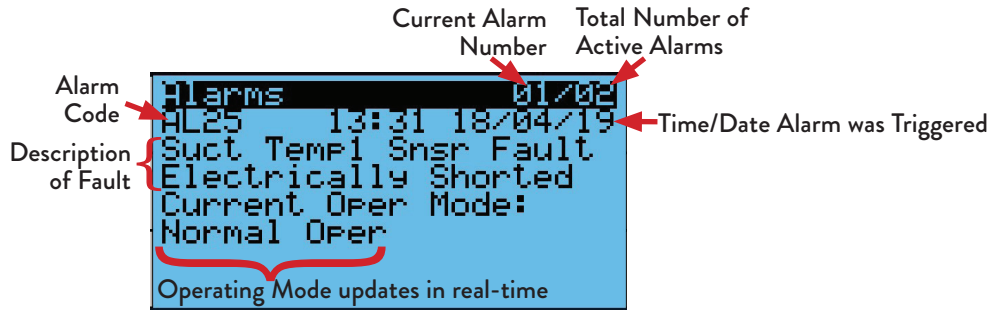 Current Alarm
Number
Total Number of
Active Alarms
Alarm
Code
Alarms 01/02
AL25 13:31 18/04/19
Time/Date Alarm was Triggered
Description
of Fault
Suct Temp1 Snsr Fault
Electrically Shorted
Current Oper Mode:
Normal Oper
Operating Mode updates in real-time